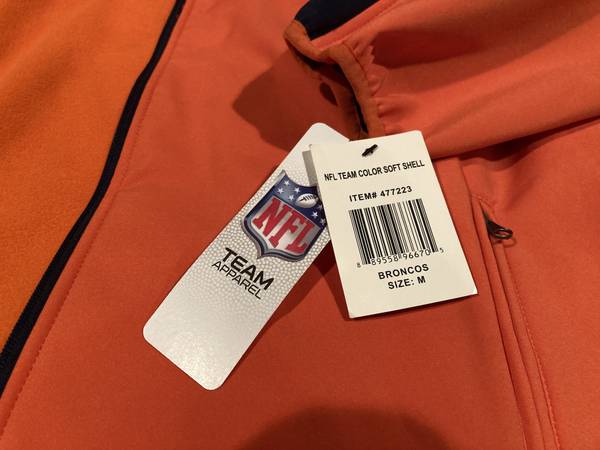 NFL
TEAM
APPAREL
NFL TEAM COLOR SOFT SHELL
ITEM# 477223
8 89558 96670 5
BRONCOS
SIZE: M